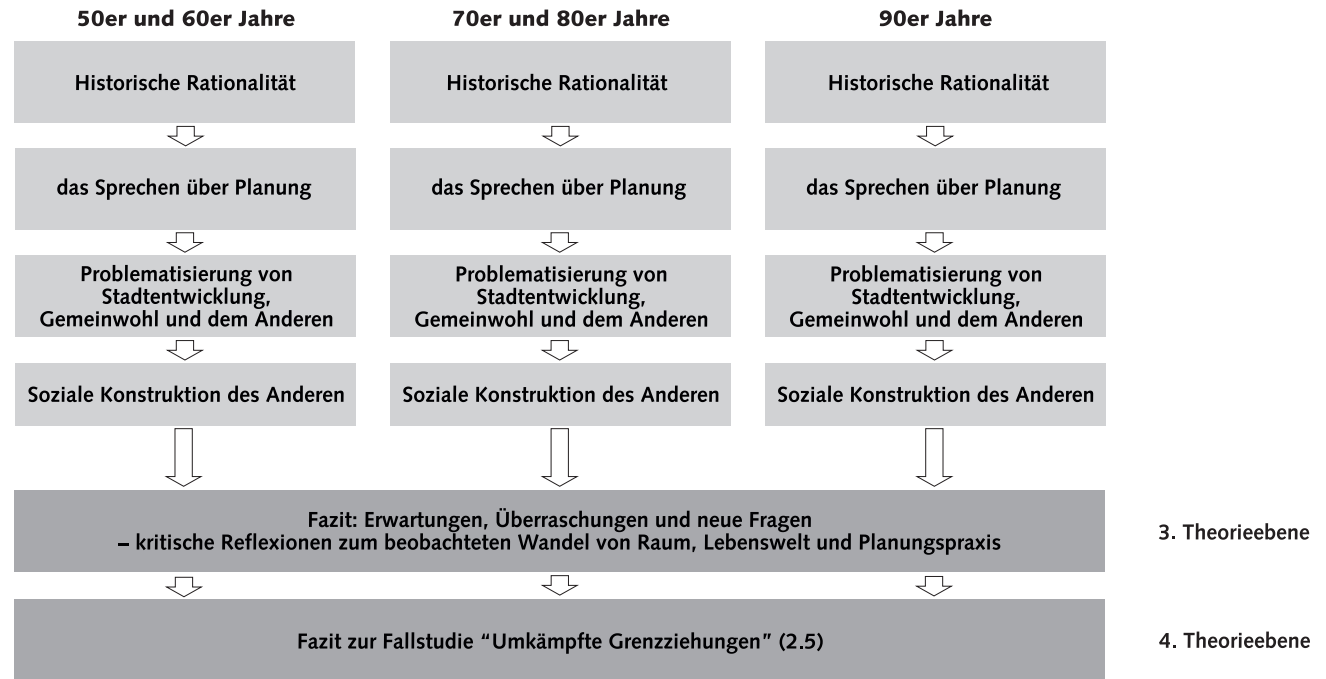 50er und 60er Jahre
70er und 80er Jahre
90er Jahre
Historische Rationalität
Historische Rationalität
Historische Rationalität
das Sprechen über Planung
das Sprechen über Planung
das Sprechen über Planung
Problematisierung von
Stadtentwicklung,
Gemeinwohl und dem Anderen
Problematisierung von
Stadtentwicklung,
Gemeinwohl und dem Anderen
Problematisierung von
Stadtentwicklung,
Gemeinwohl und dem Anderen
Soziale Konstruktion des Anderen
Soziale Konstruktion des Anderen
Soziale Konstruktion des Anderen
Fazit: Erwartungen, Überraschungen und neue Fragen
– kritische Reflexionen zum beobachteten Wandel von Raum, Lebenswelt und Planungspraxis
3. Theorieebene
Fazit zur Fallstudie “Umkämpfte Grenzziehungen” (2.5)
4. Theorieebene